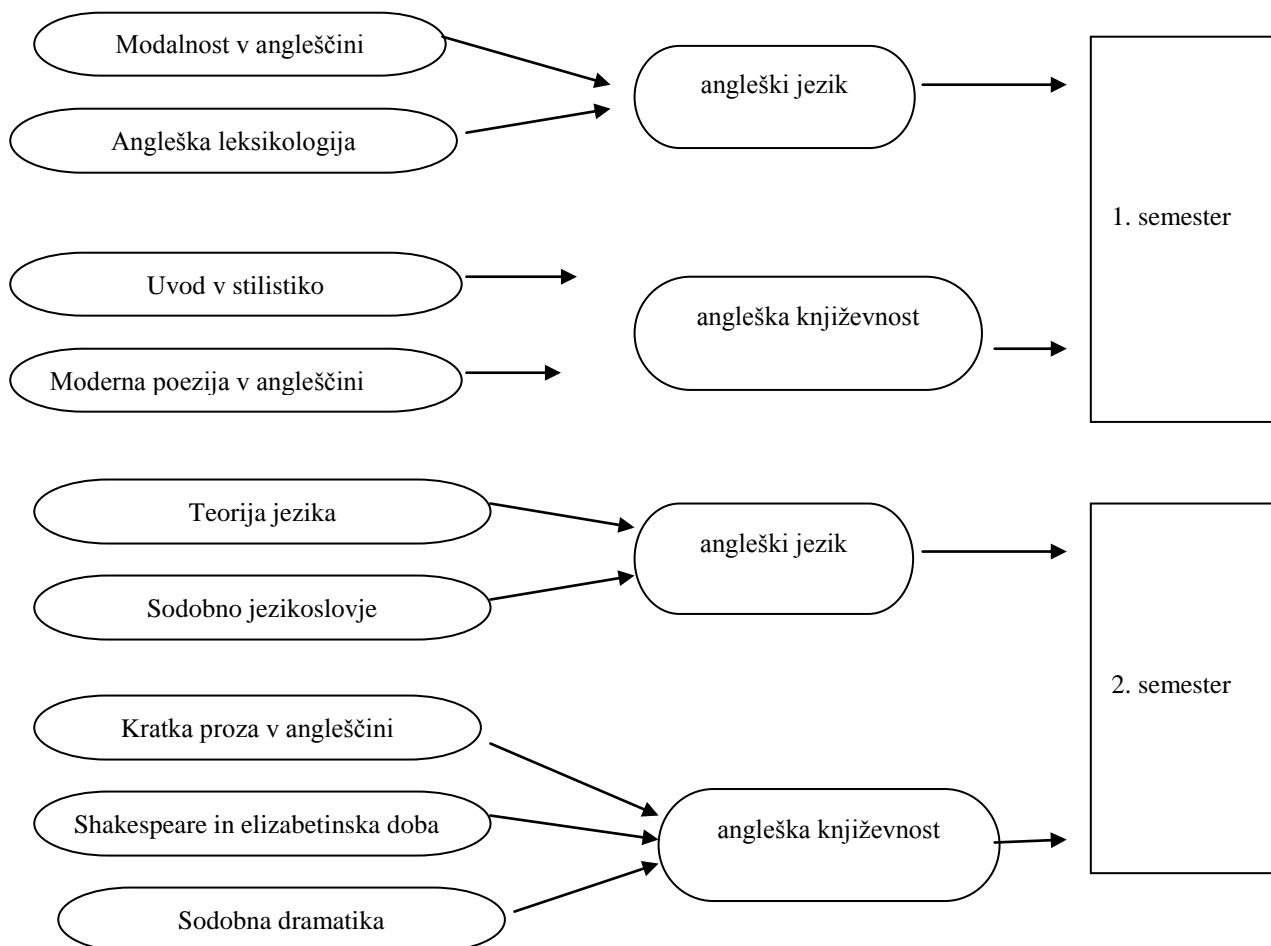 Modalnost v angleščini
angleški jezik
Angleška leksikologija
1. semester
Uvod v stilistiko
angleška književnost
Moderna poezija v angleščini
Teorija jezika
angleški jezik
Sodobno jezikoslovje
2. semester
Kratka proza v angleščini
Shakespeare in elizabetinska doba
angleška književnost
Sodobna dramatika